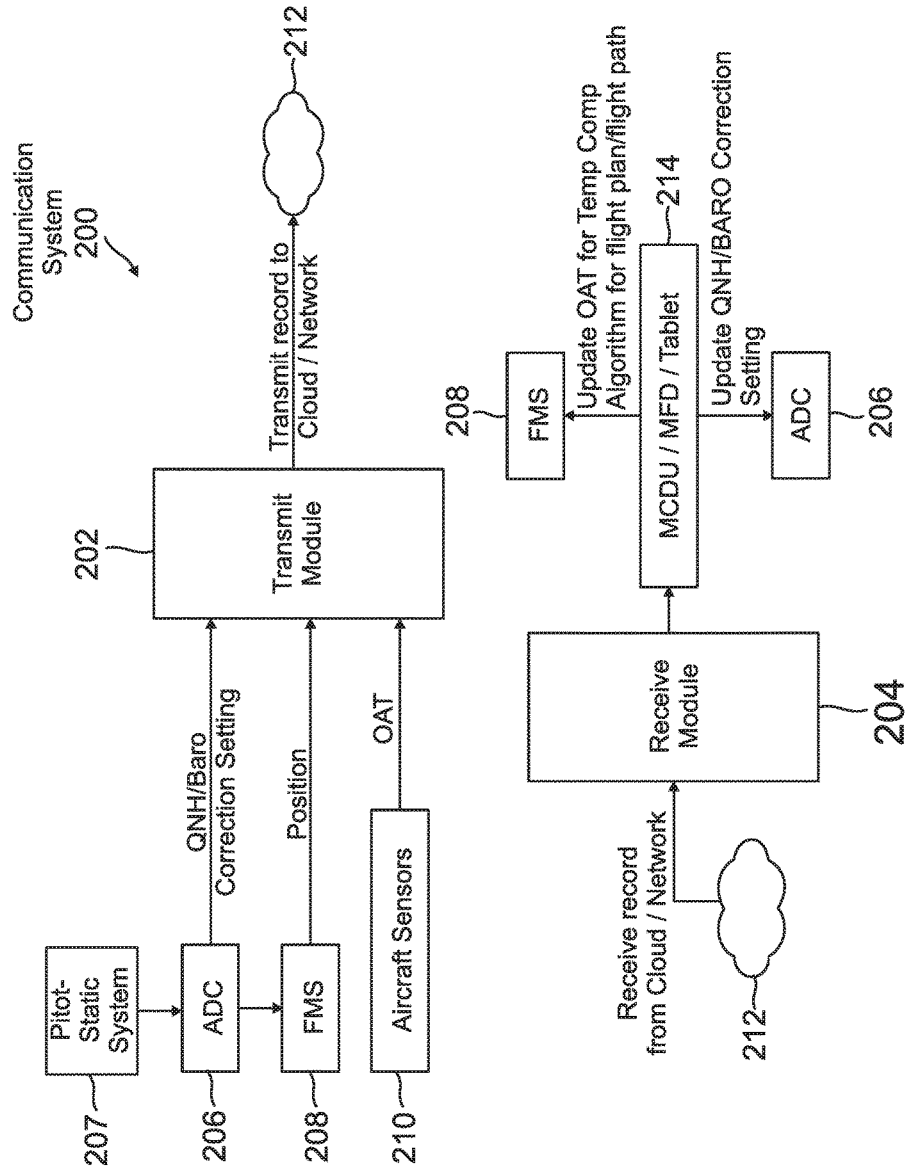 Communication
System
200
207
Pitot-
Static
System
206
ADC
208
FMS
210
Aircraft Sensors
QNH/Baro
Correction Setting
Position
OAT
202
Transmit
Module
Transmit record to
Cloud / Network
212
212
Receive record
from Cloud / Network
Receive
Module
204
208
FMS
Update OAT for Temp Comp
Algorithm for flight plan/flight path
MCDU / MFD / Tablet
214
Update QNH/BARO Correction
Setting
ADC
206